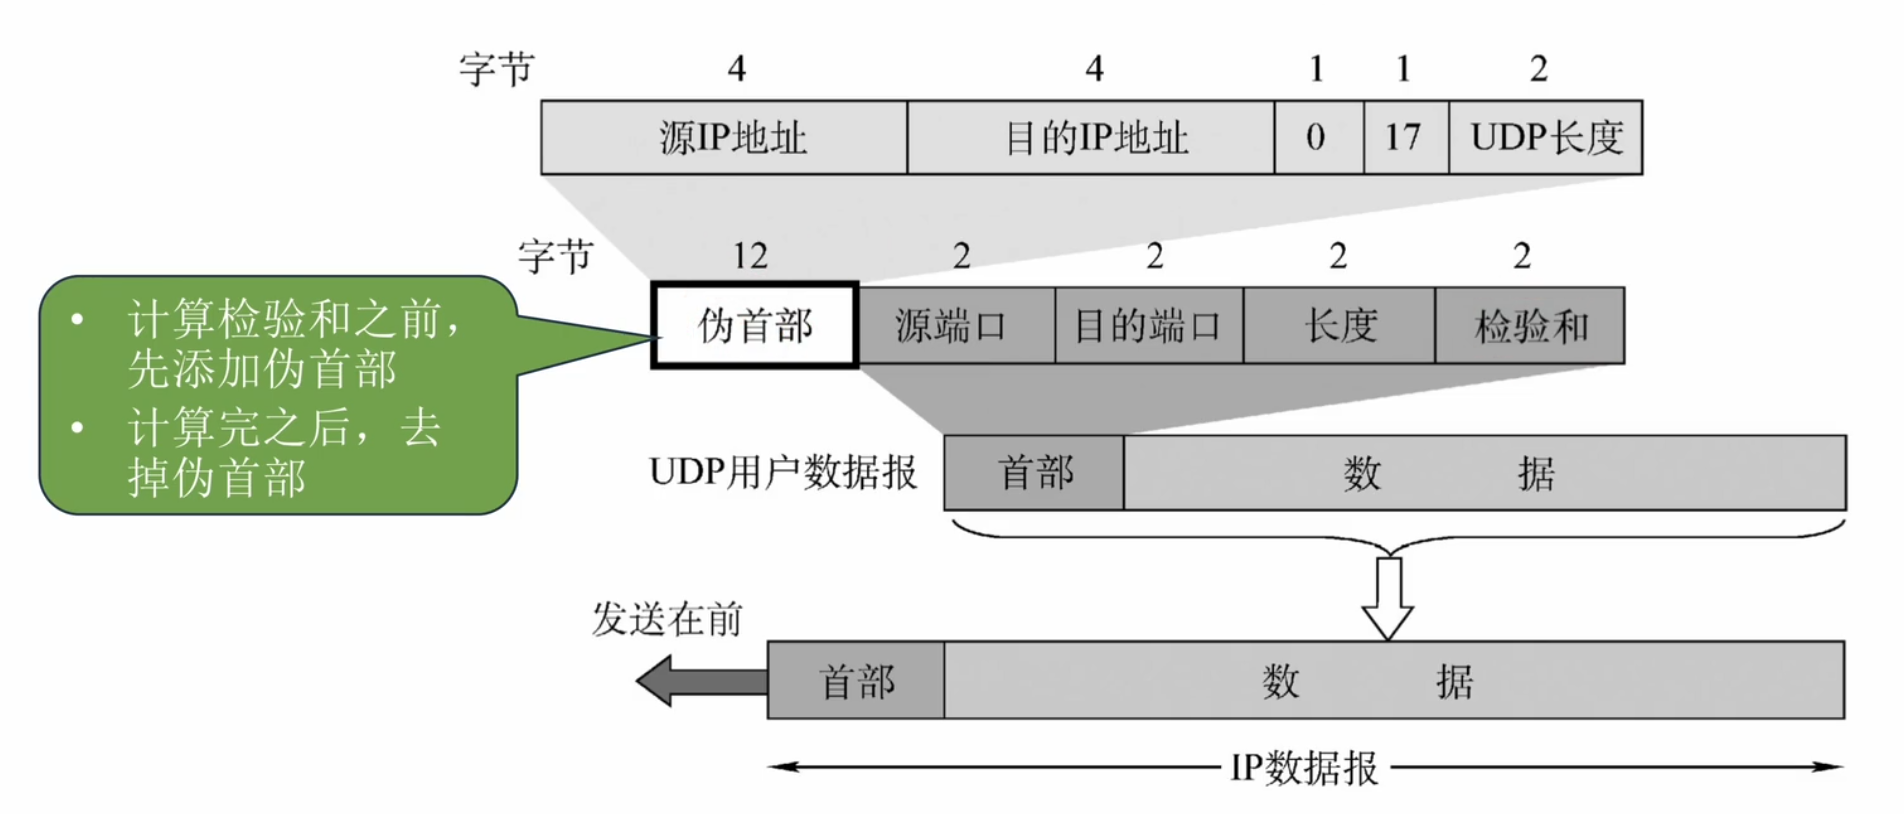 字节 4 4 1 1 2
源IP地址 目的IP地址 0 17 UDP长度
字节 12 2 2 2 2
伪首部 源端口 目的端口 长度 检验和
• 计算检验和之前，
先添加伪首部
• 计算完之后，去
掉伪首部
UDP用户数据报 首部 数 据
发送在前
首部 数 据
IP数据报